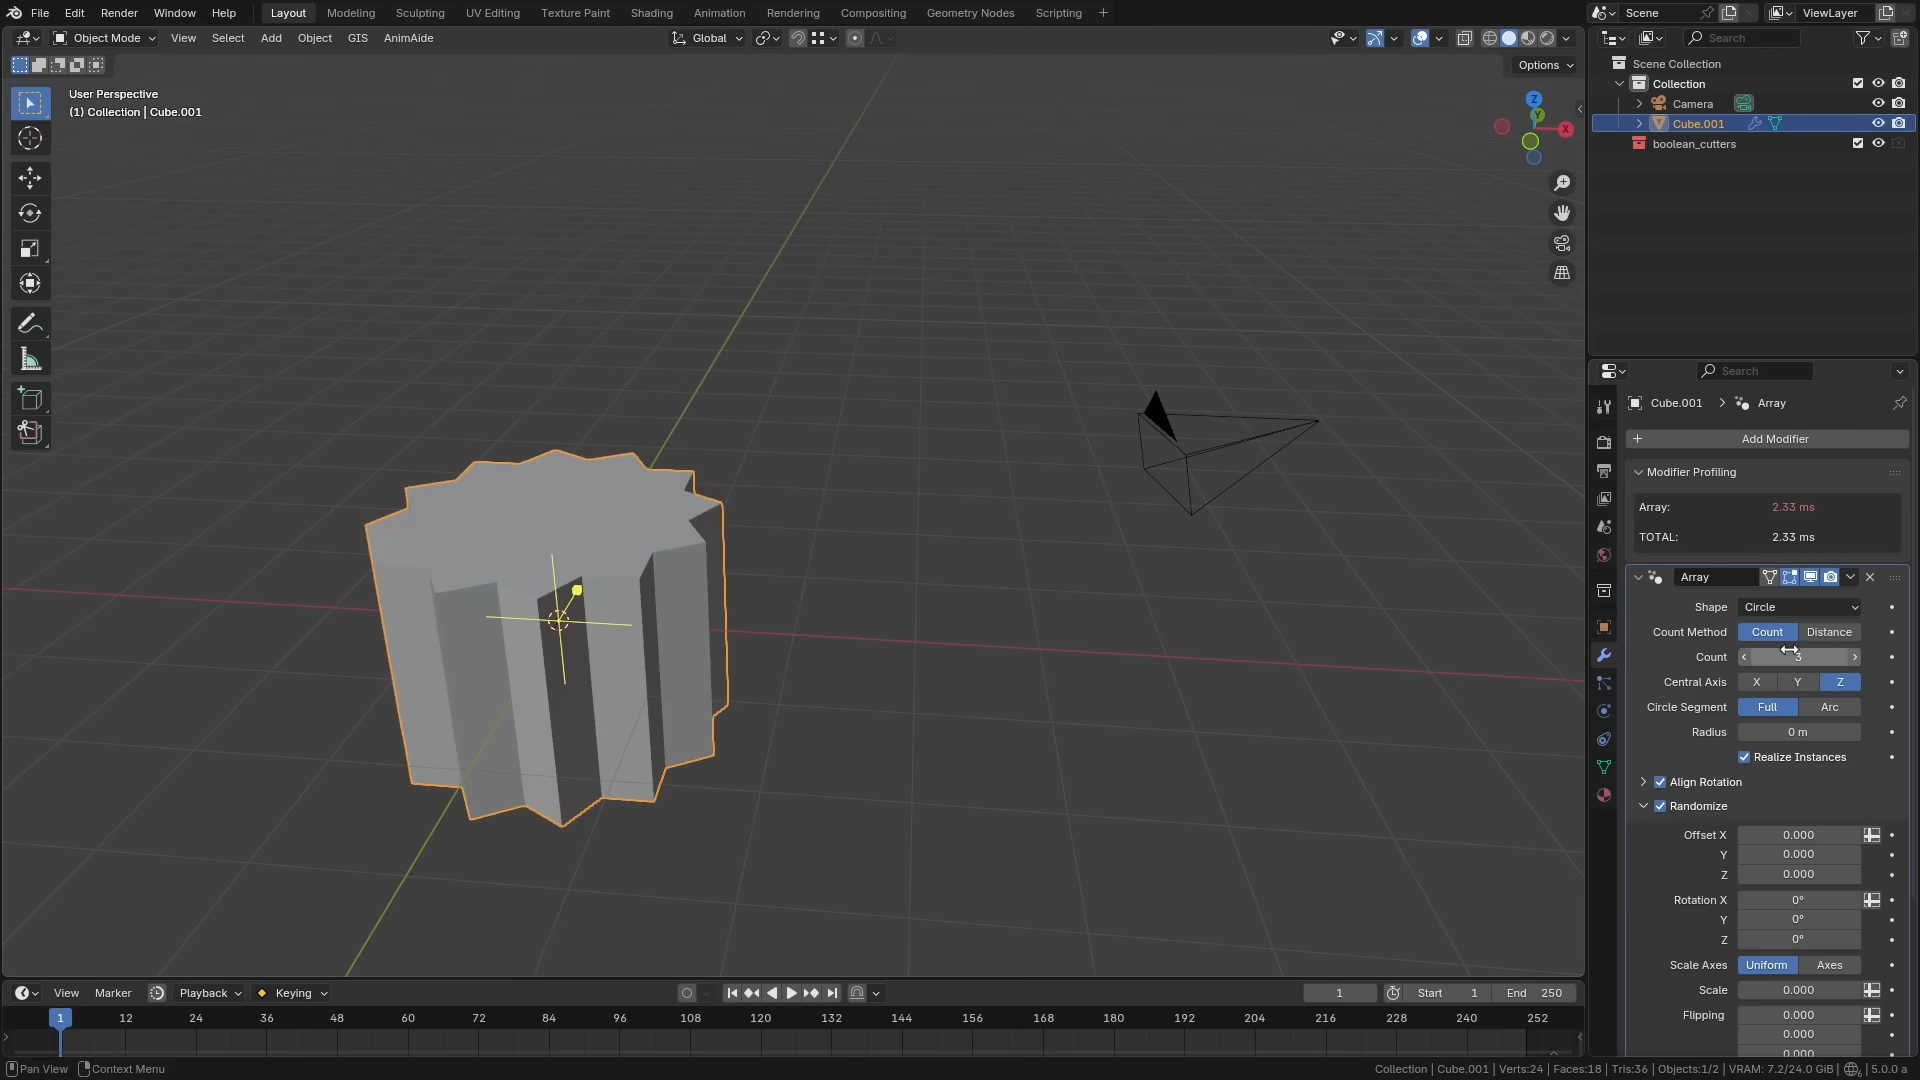 File Edit Render Window Help Layout Modeling Sculpting UV Editing Texture Paint Shading Animation Rendering Compositing Geometry Nodes Scripting + Scene ViewLayer
Object Mode View Select Add Object GIS AnimAide Global Search
Options
User Perspective
(1) Collection | Cube.001
Z
Y
X
Scene Collection
Collection
Camera
Cube.001
boolean_cutters
Search
Cube.001 > Array
+ Add Modifier
Modifier Profiling
Array: 2.33 ms
TOTAL: 2.33 ms
Array
Shape Circle
Count Method Count Distance
Count 3
Central Axis X Y Z
Circle Segment Full Arc
Radius 0 m
Realize Instances
Align Rotation
Randomize
Offset X 0.000
Y 0.000
Z 0.000
Rotation X 0°
Y 0°
Z 0°
Scale Axes Uniform Axes
Scale 0.000
Flipping 0.000
0.000
0.000
View Marker Playback Keying 1 Start 1 End 250
1 12 24 36 48 60 72 84 96 108 120 132 144 156 168 180 192 204 216 228 240 252
Pan View Context Menu Collection | Cube.001 | Verts:24 | Faces:18 | Tris:36 | Objects:1/2 | VRAM: 7.2/24.0 GiB | 5.0.0 a